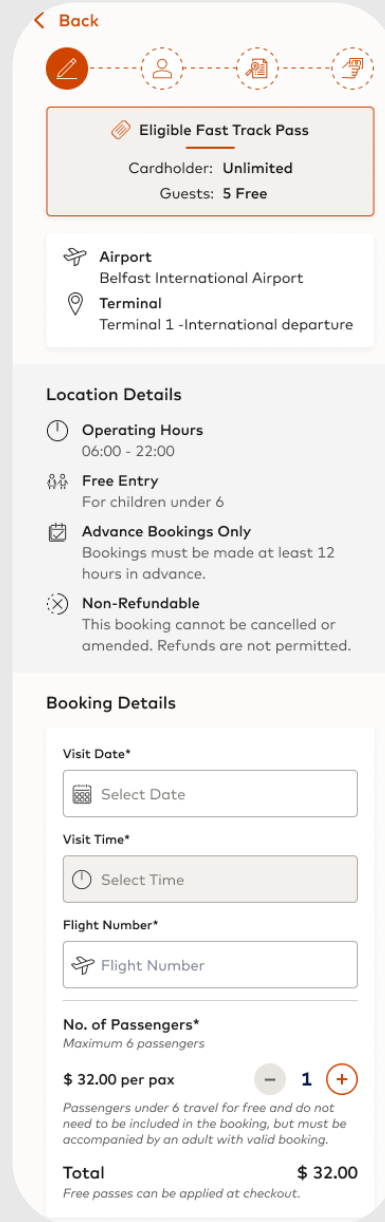 Back
Eligible Fast Track Pass
Cardholder: Unlimited
Guests: 5 Free
Airport
Belfast International Airport
Terminal
Terminal 1 -International departure
Location Details
Operating Hours
06:00 - 22:00
Free Entry
For children under 6
Advance Bookings Only
Bookings must be made at least 12
hours in advance.
Non-Refundable
This booking cannot be cancelled or
amended. Refunds are not permitted.
Booking Details
Visit Date*
Select Date
Visit Time*
Select Time
Flight Number*
Flight Number
No. of Passengers*
Maximum 6 passengers
$ 32.00 per pax - 1 +
Passengers under 6 travel for free and do not
need to be included in the booking, but must be
accompanied by an adult with valid booking.
Total $ 32.00
Free passes can be applied at checkout.